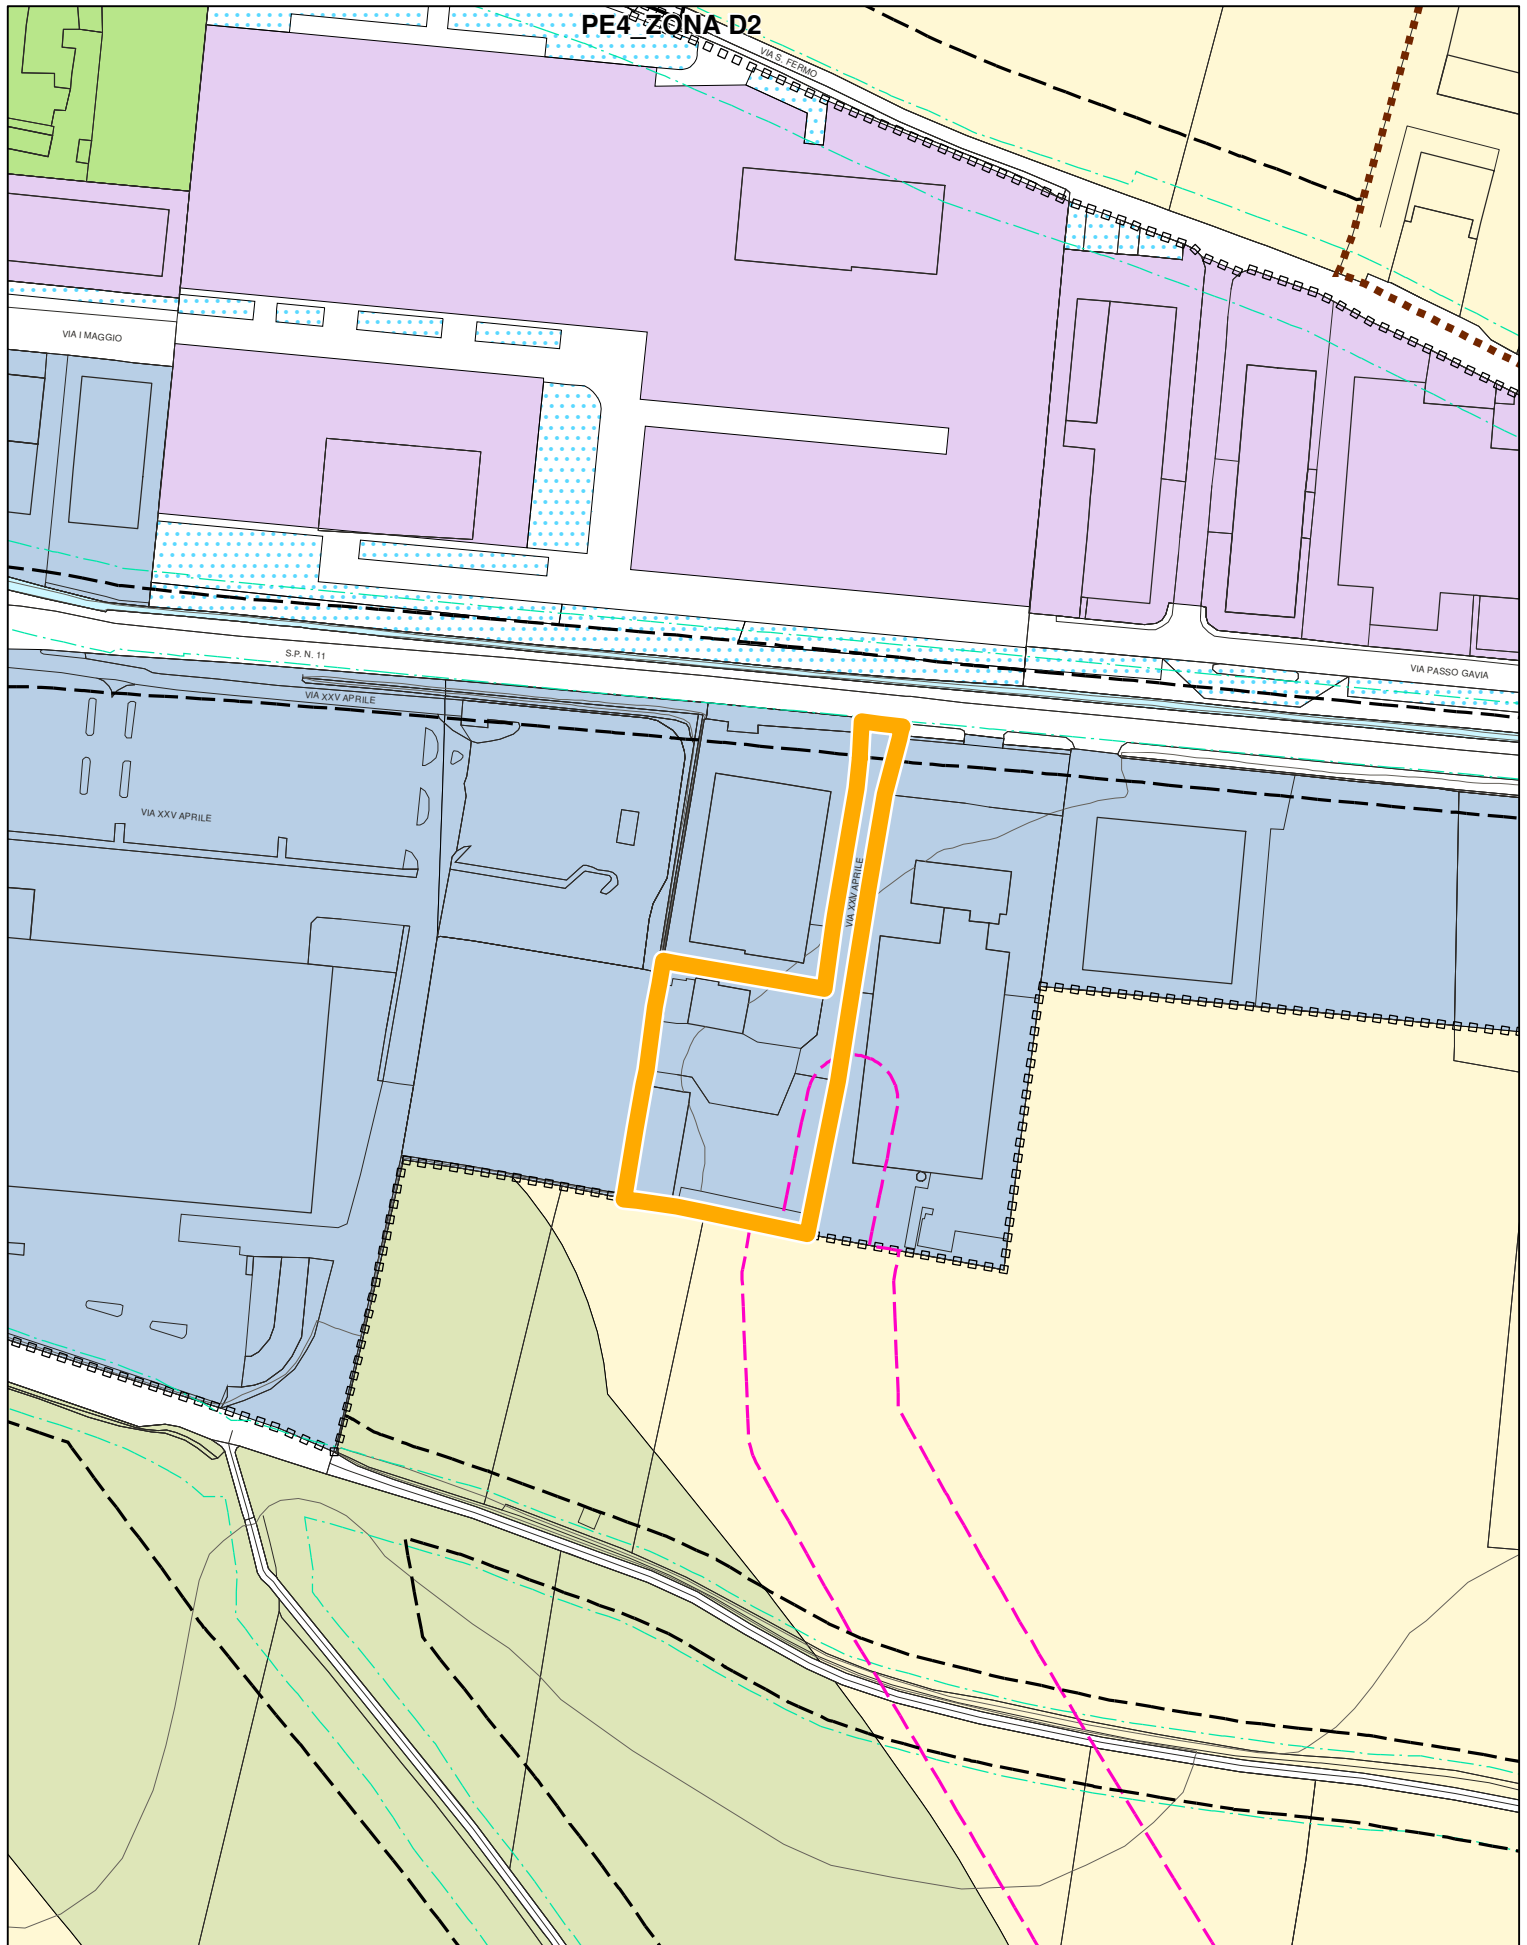 PE4_ZONA D2
VIA S. FERMO
VIA I MAGGIO
S.P. N. 11
VIA PASSO GAVIA
VIA XXV APRILE
VIA XXV APRILE
VIA XXV APRILE